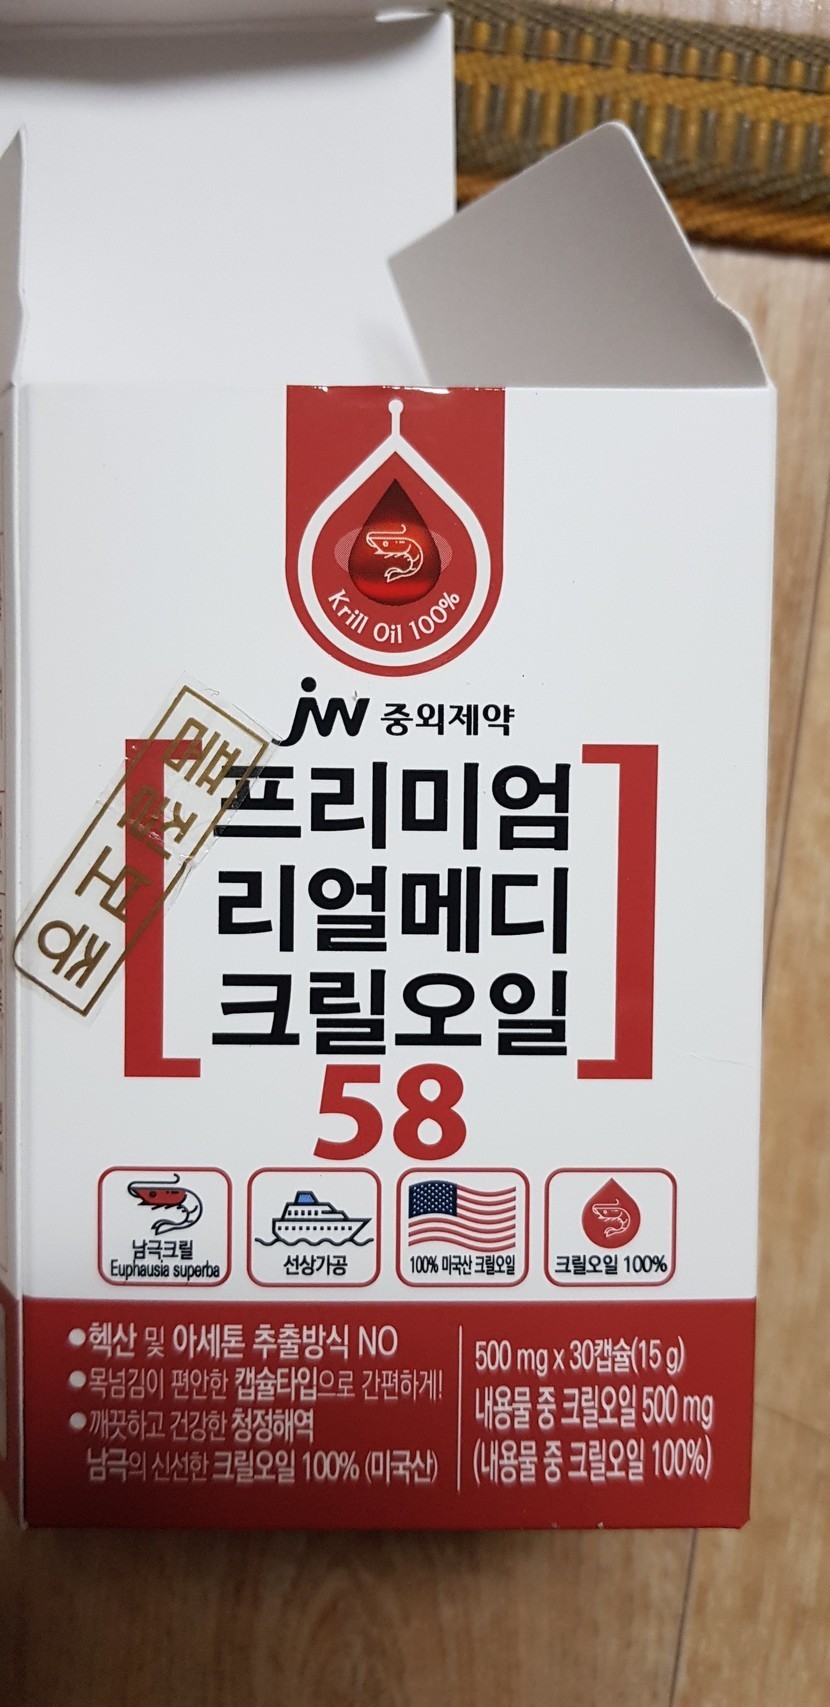 Krill Oil 100%
jw 중외제약
프리미엄
리얼메디
크릴오일
58
품질보증
남극크릴
Euphausia superba
선상가공
100% 미국산 크릴오일
크릴오일 100%
●헥산 및 아세톤 추출방식 NO
●목넘김이 편안한 캡슐타입으로 간편하게!
●깨끗하고 건강한 청정해역
남극의 신선한 크릴오일 100% (미국산)
500 mg x 30캡슐(15 g)
내용물 중 크릴오일 500 mg
(내용물 중 크릴오일 100%)